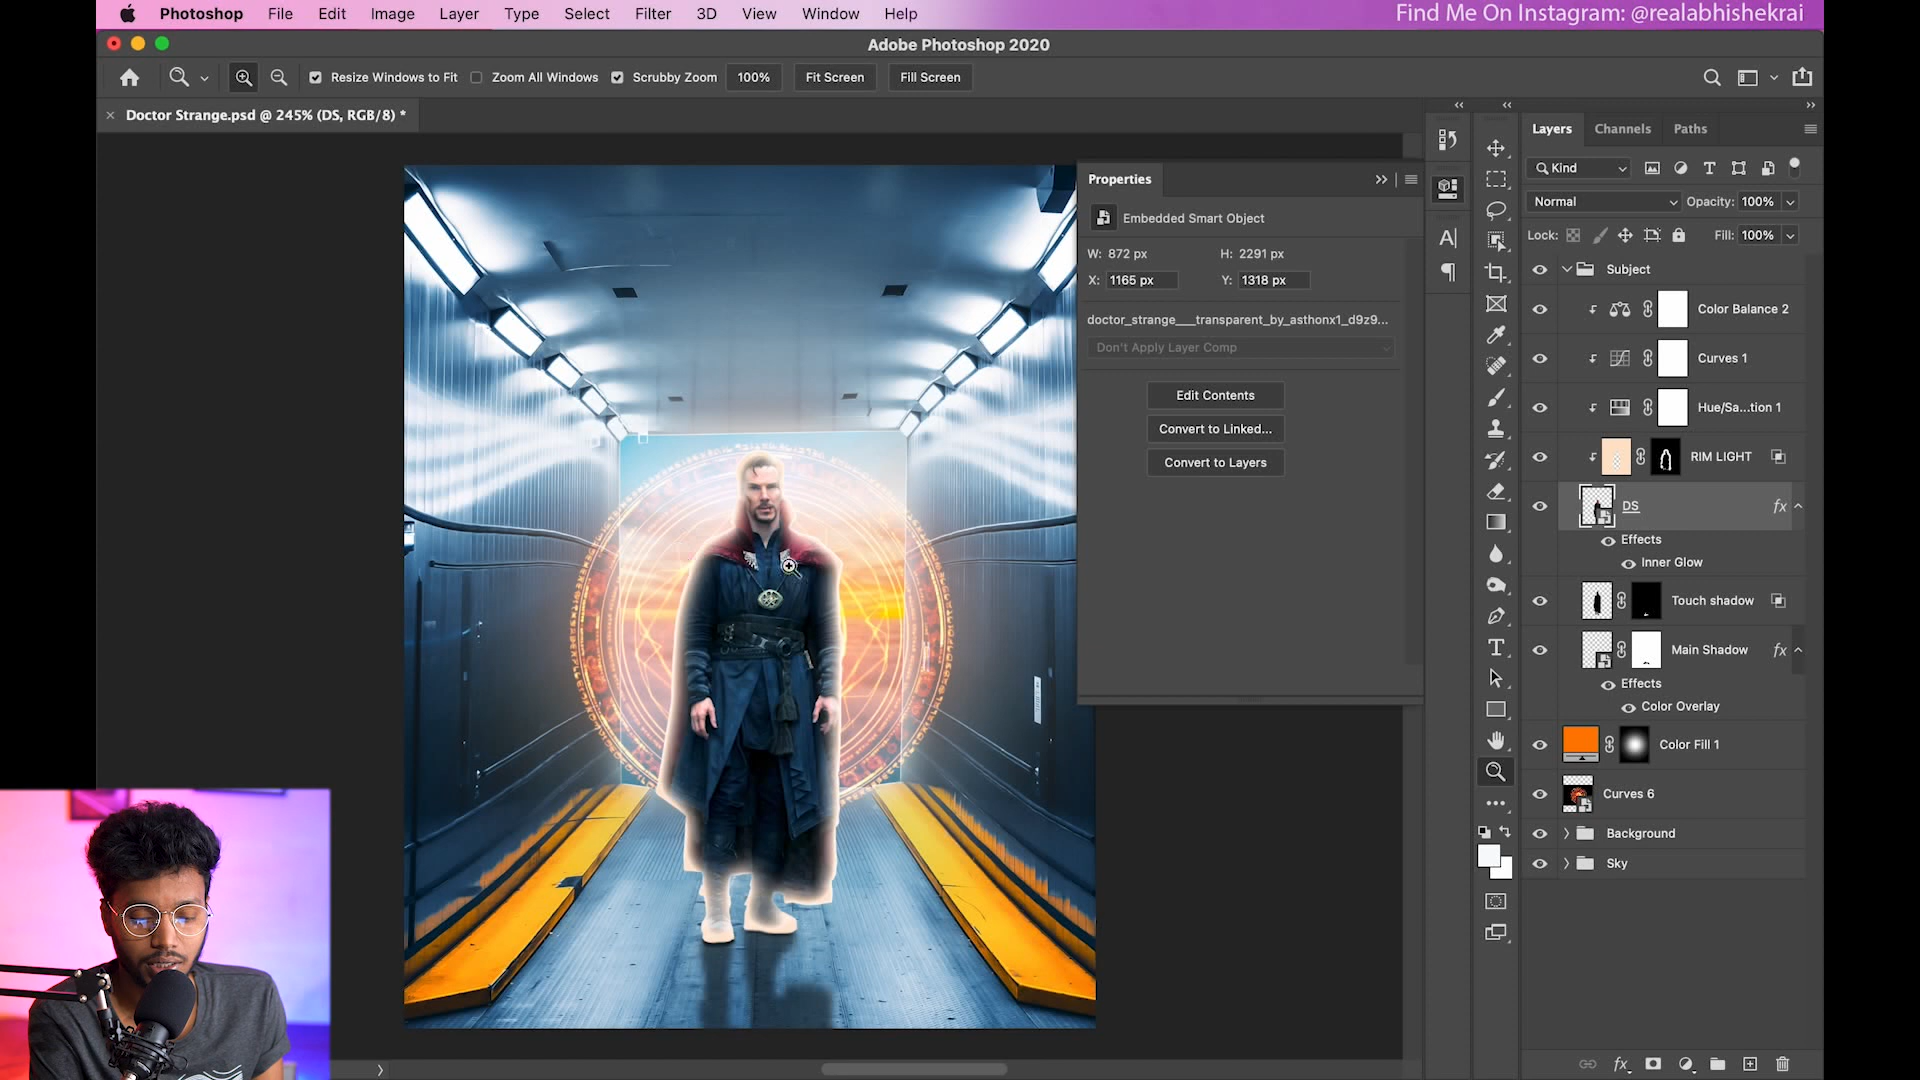 Photoshop File Edit Image Layer Type Select Filter 3D View Window Help
Find Me On Instagram: @realabhishekrai
Adobe Photoshop 2020
Resize Windows to Fit Zoom All Windows Scrubby Zoom 100% Fit Screen Fill Screen
Doctor Strange.psd @ 245% (DS, RGB/8) *
Properties
Embedded Smart Object
W: 872 px H: 2291 px
X: 1165 px Y: 1318 px
doctor_strange___transparent_by_asthonx1_d9z9...
Don't Apply Layer Comp
Edit Contents
Convert to Linked...
Convert to Layers
Layers Channels Paths
Kind
Normal Opacity: 100%
Lock: Fill: 100%
Subject
Color Balance 2
Curves 1
Hue/Sa...tion 1
RIM LIGHT
DS fx
Effects
Inner Glow
Touch shadow
Main Shadow fx
Effects
Color Overlay
Color Fill 1
Curves 6
Background
Sky
fx